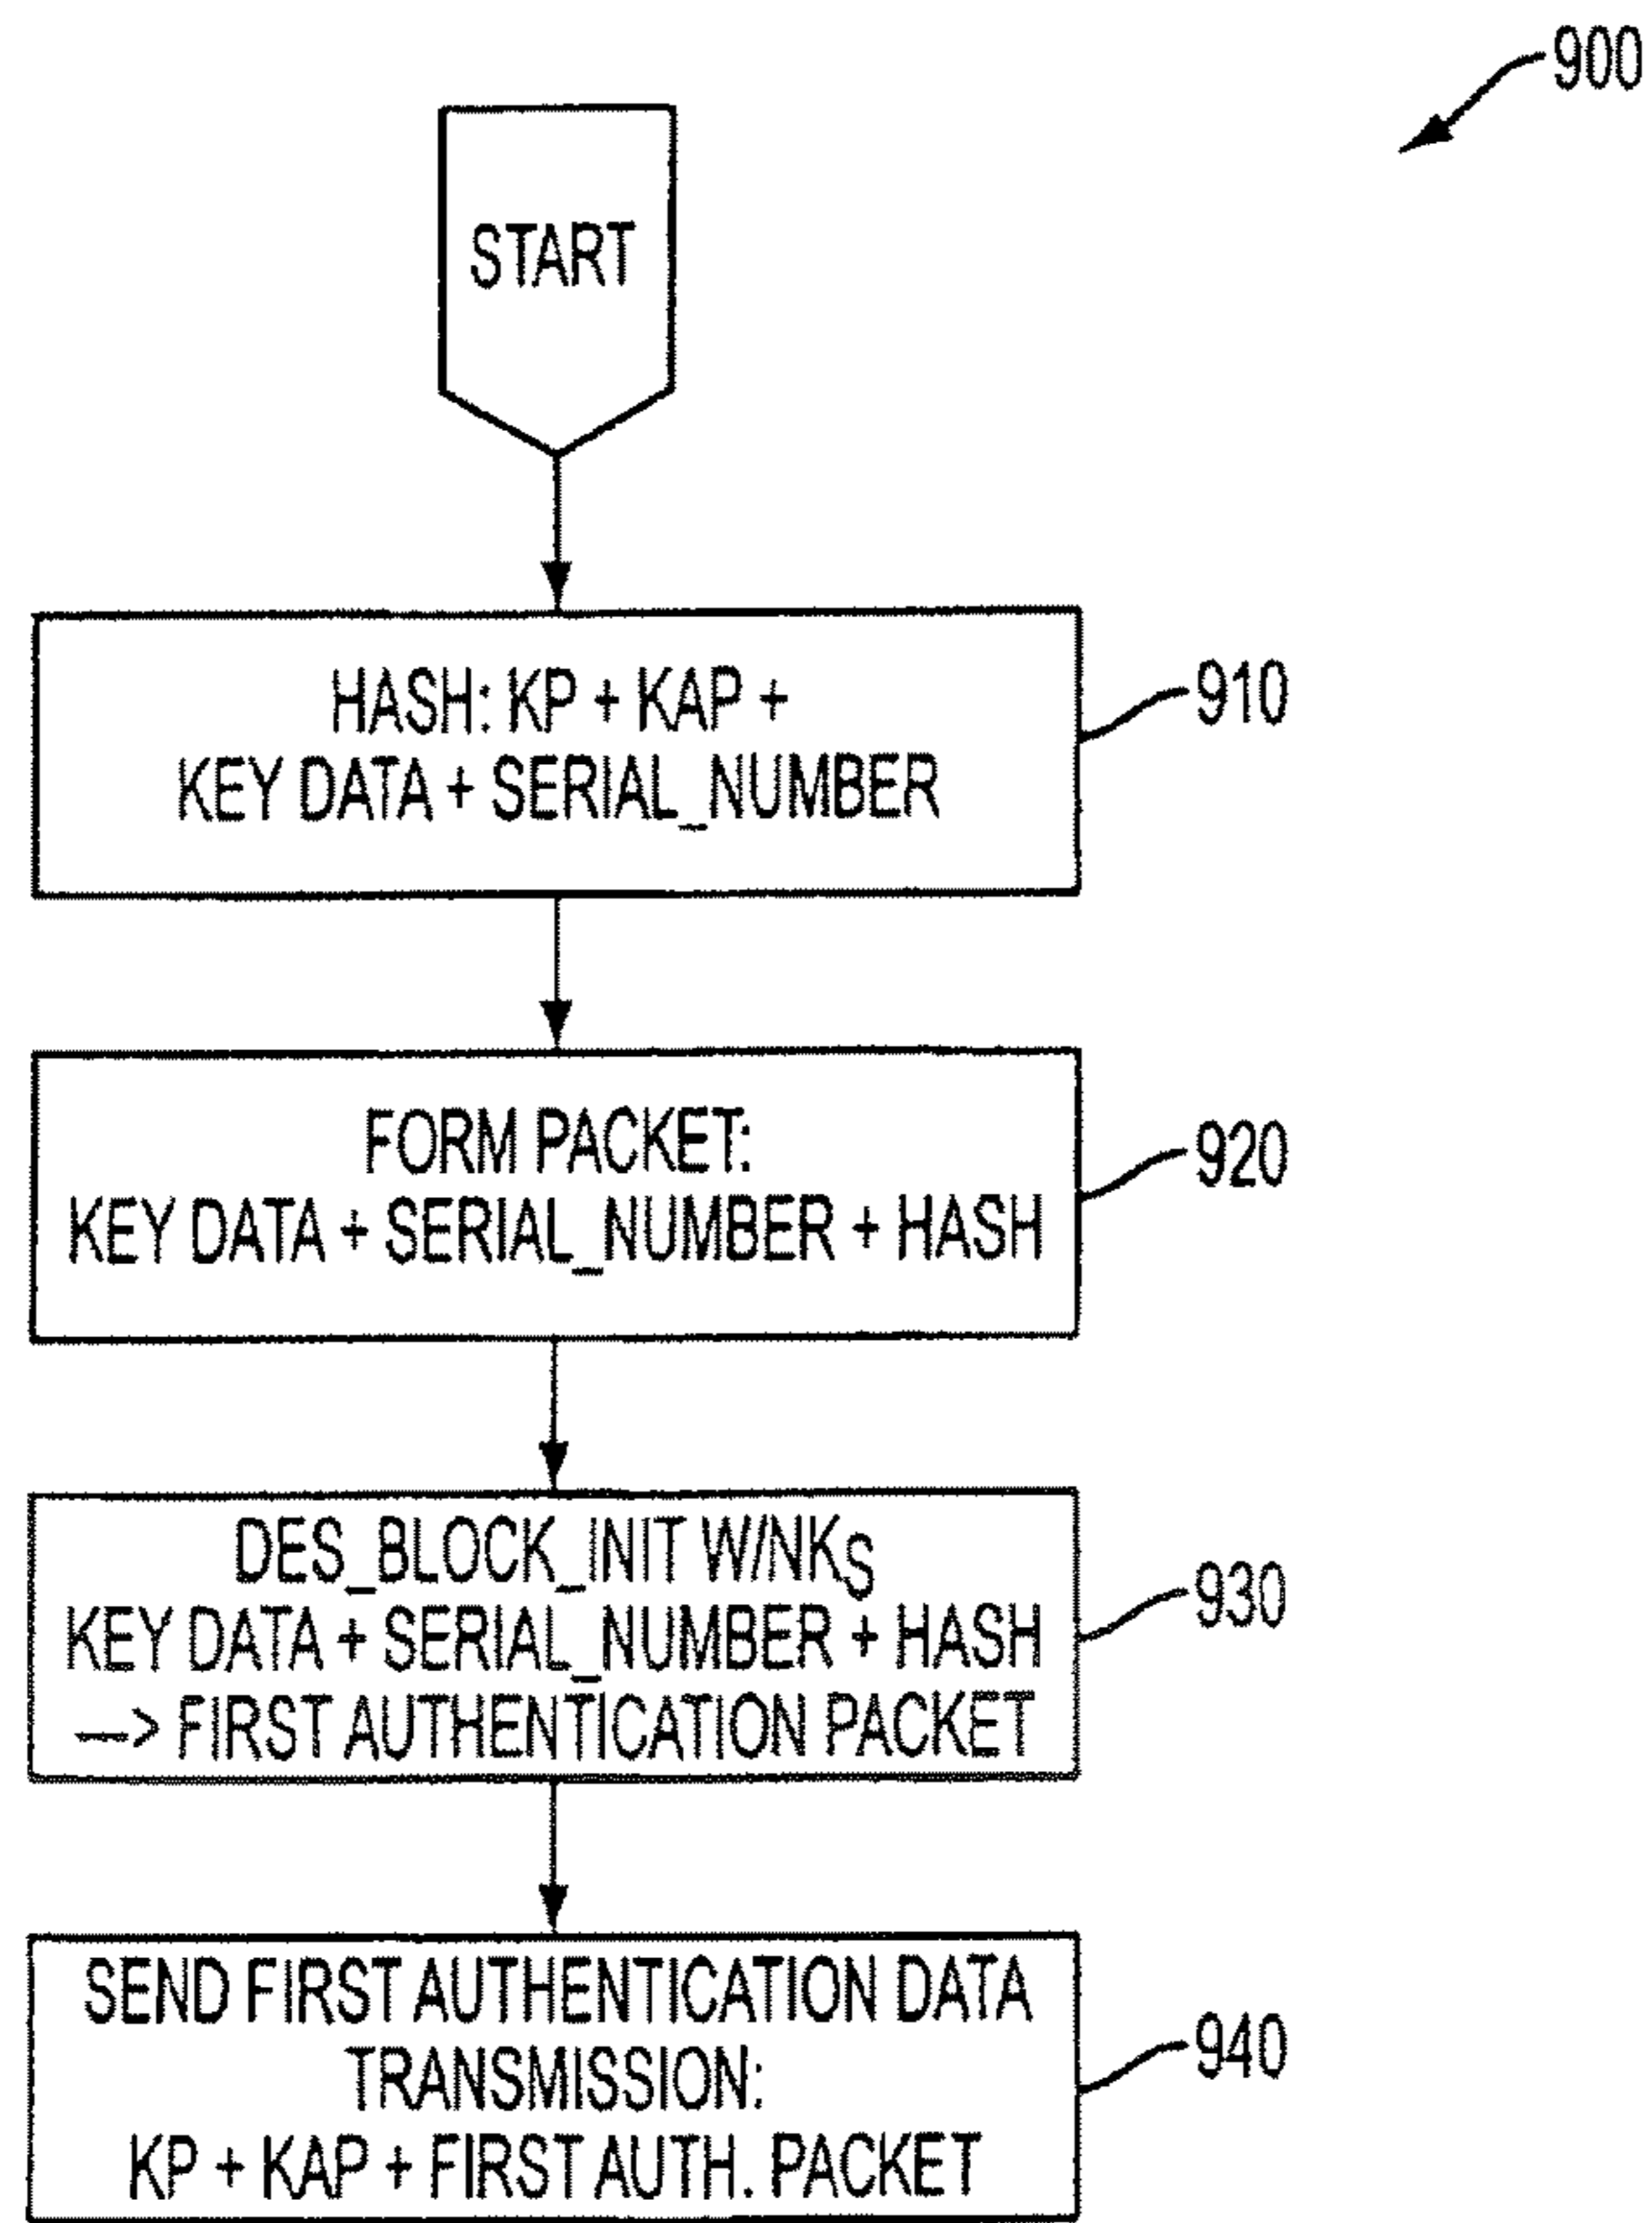 900
START
HASH: KP + KAP +
KEY DATA + SERIAL_NUMBER
910
FORM PACKET:
KEY DATA + SERIAL_NUMBER + HASH
920
DES_BLOCK_INIT W/NKS
KEY DATA + SERIAL_NUMBER + HASH
—> FIRST AUTHENTICATION PACKET
930
SEND FIRST AUTHENTICATION DATA
TRANSMISSION:
KP + KAP + FIRST AUTH. PACKET
940